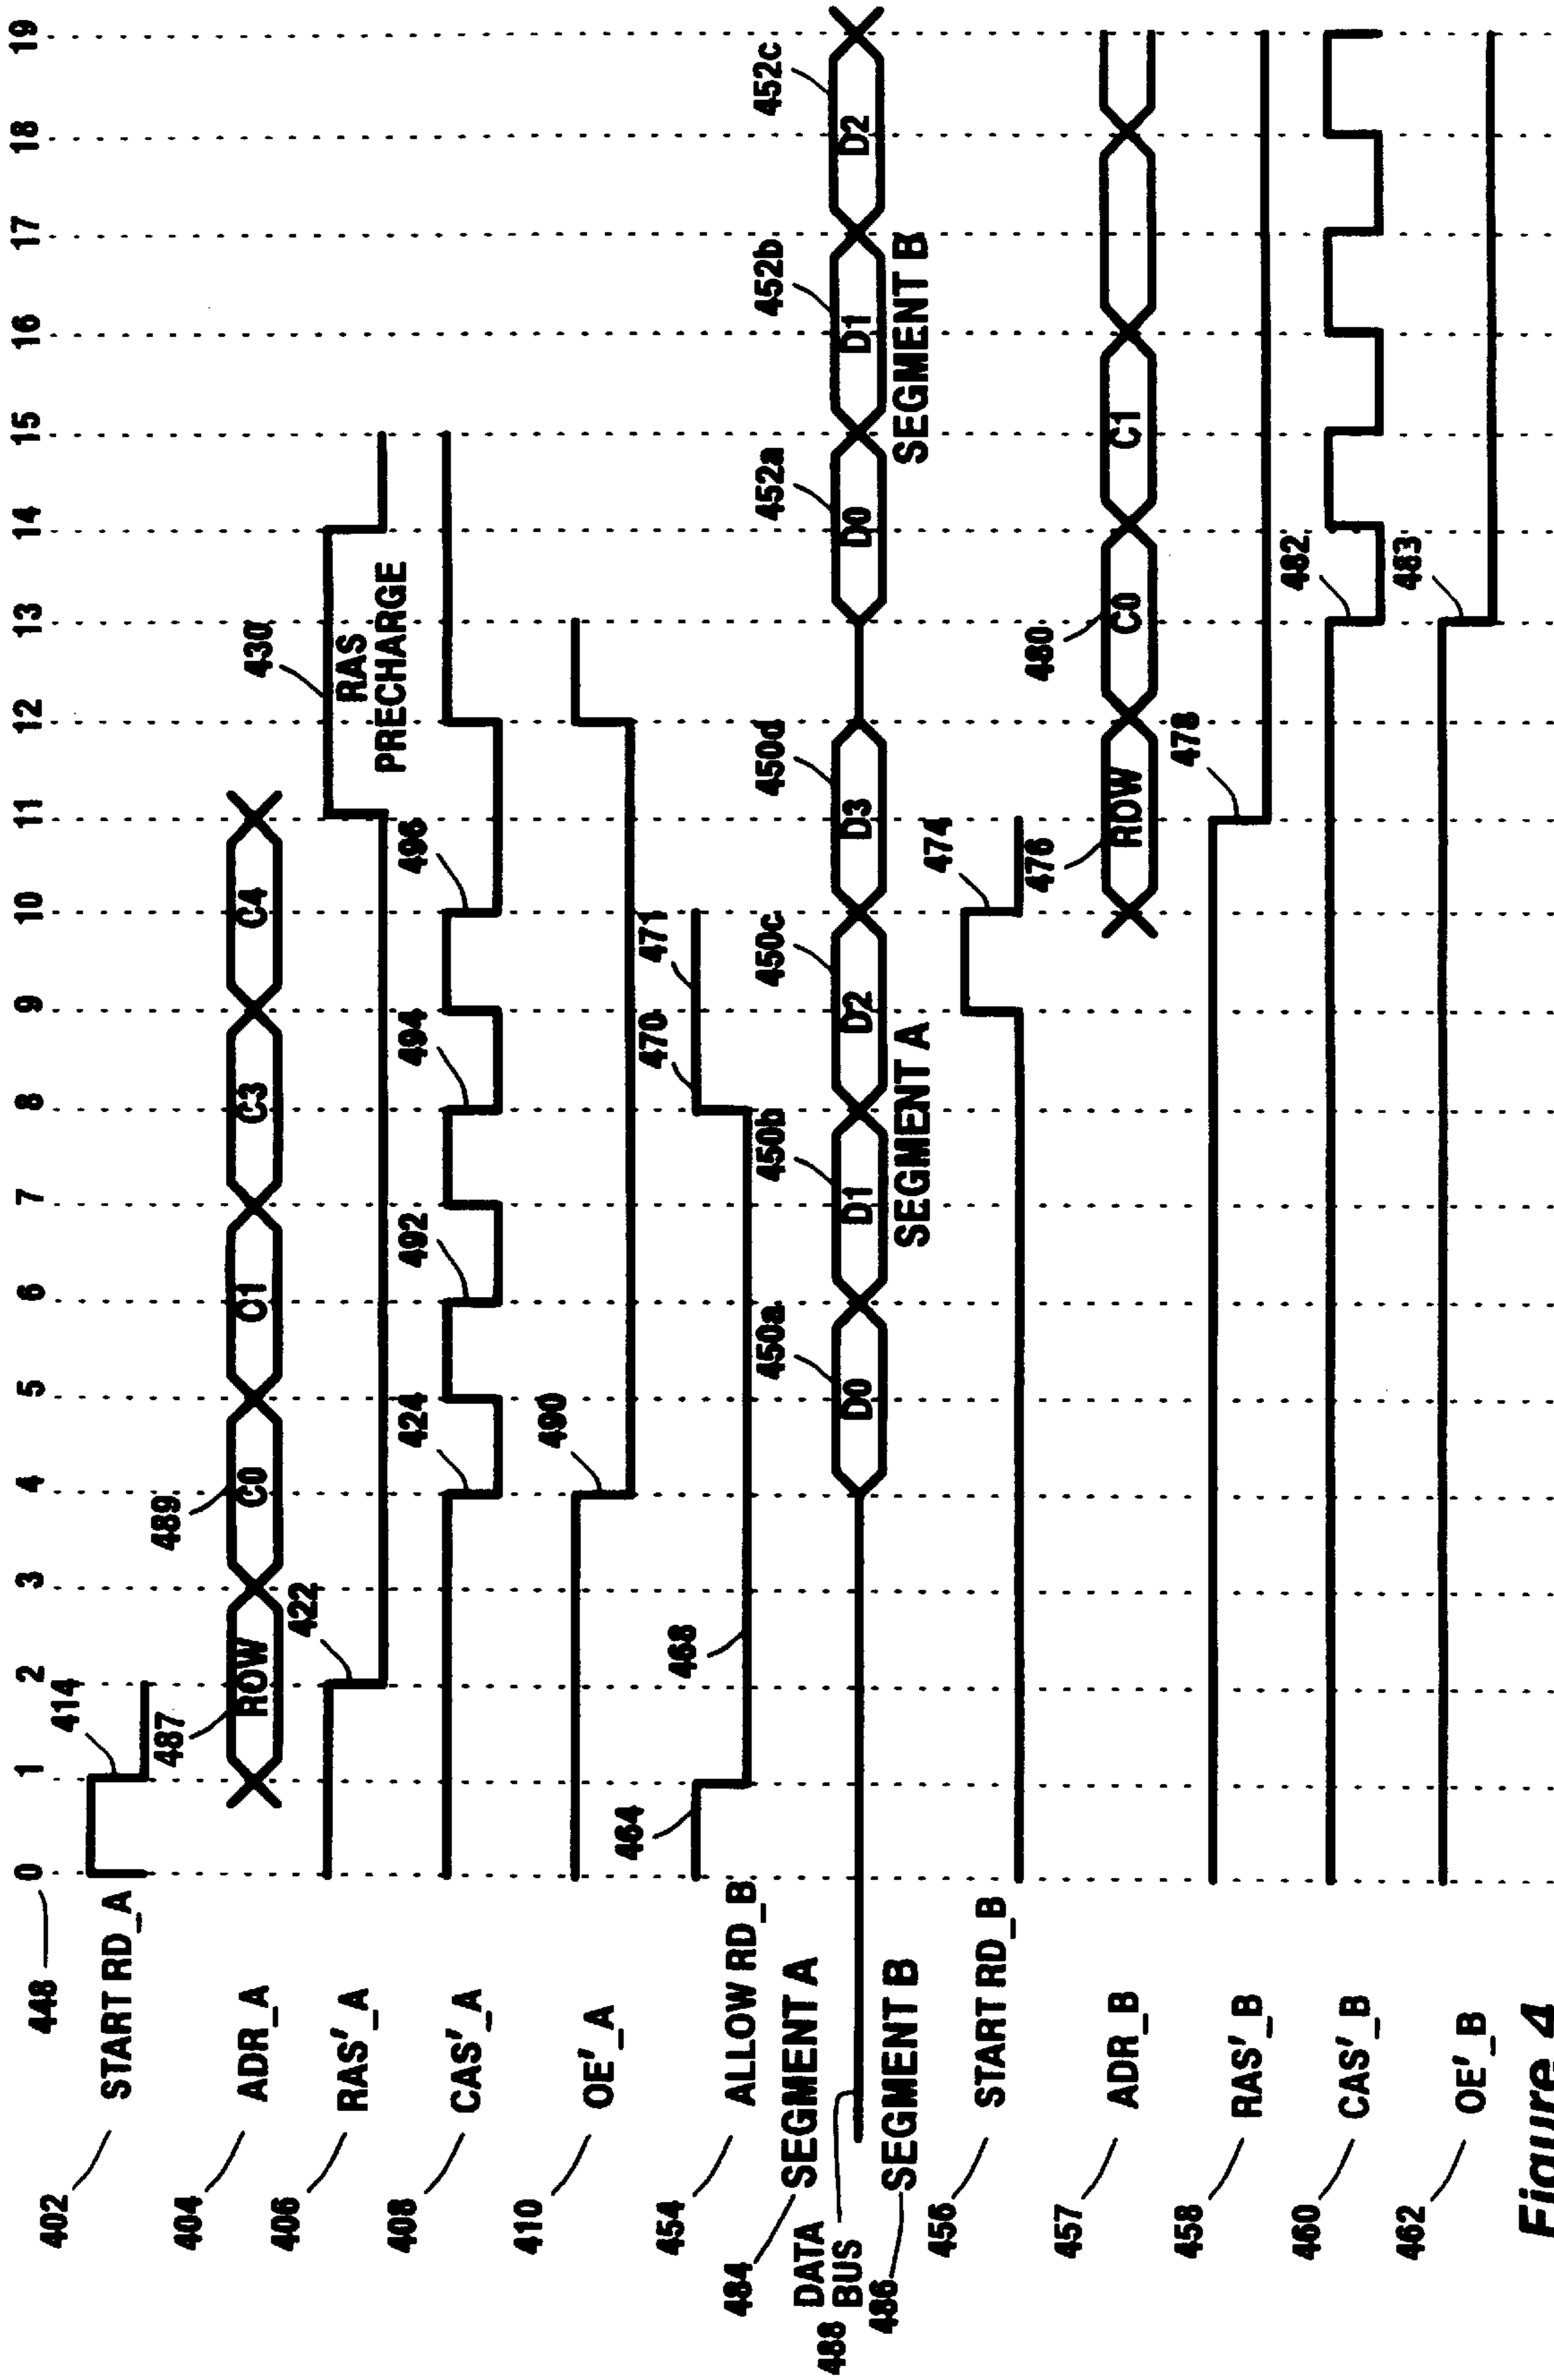 448 0 1 2 3 4 5 6 7 8 9 10 11 12 13 14 15 16 17 18 19
402 START RD_A 414
404 ADR_A 487 ROW 489 C0 C1 C3 C4
406 RAS'_A 422 430 RAS PRECHARGE
408 CAS'_A 424 492 494 496
410 OE'_A 490
454 ALLOW RD_B 464 468 470 471
484 SEGMENT A
DATA BUS 488
450a D0 450b D1 450c D2 450d D3 452a D0 452b D1 452c D2
486 SEGMENT B
SEGMENT A SEGMENT B
456 START RD_B 474
457 ADR_B 476 ROW 480 C0 C1
458 RAS'_B 478
460 CAS'_B 482
462 OE'_B 483
Figure 4